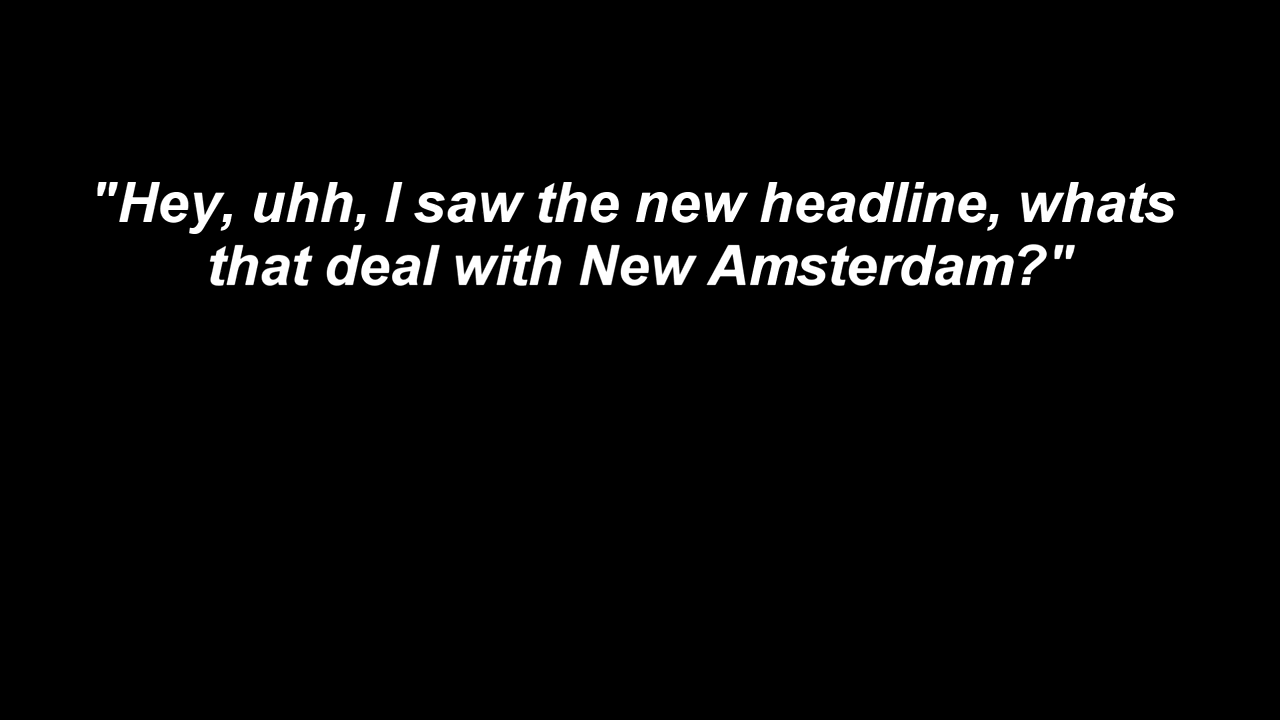 "Hey, uhh, I saw the new headline, whats
that deal with New Amsterdam?"